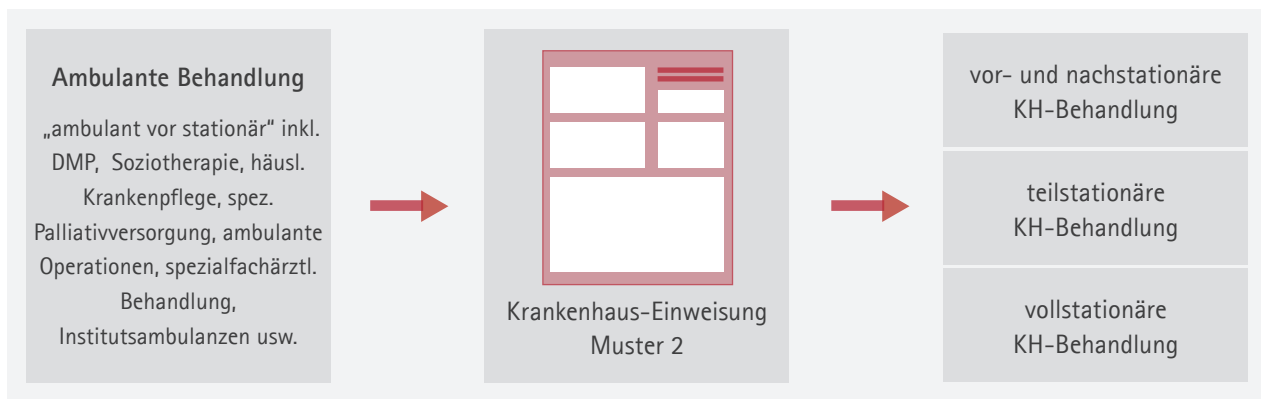 Ambulante Behandlung
„ambulant vor stationär“ inkl.
DMP, Soziotherapie, häusl.
Krankenpflege, spez.
Palliativversorgung, ambulante
Operationen, spezialfachärztl.
Behandlung,
Institutsambulanzen usw.
Krankenhaus-Einweisung
Muster 2
vor- und nachstationäre
KH-Behandlung
teilstationäre
KH-Behandlung
vollstationäre
KH-Behandlung